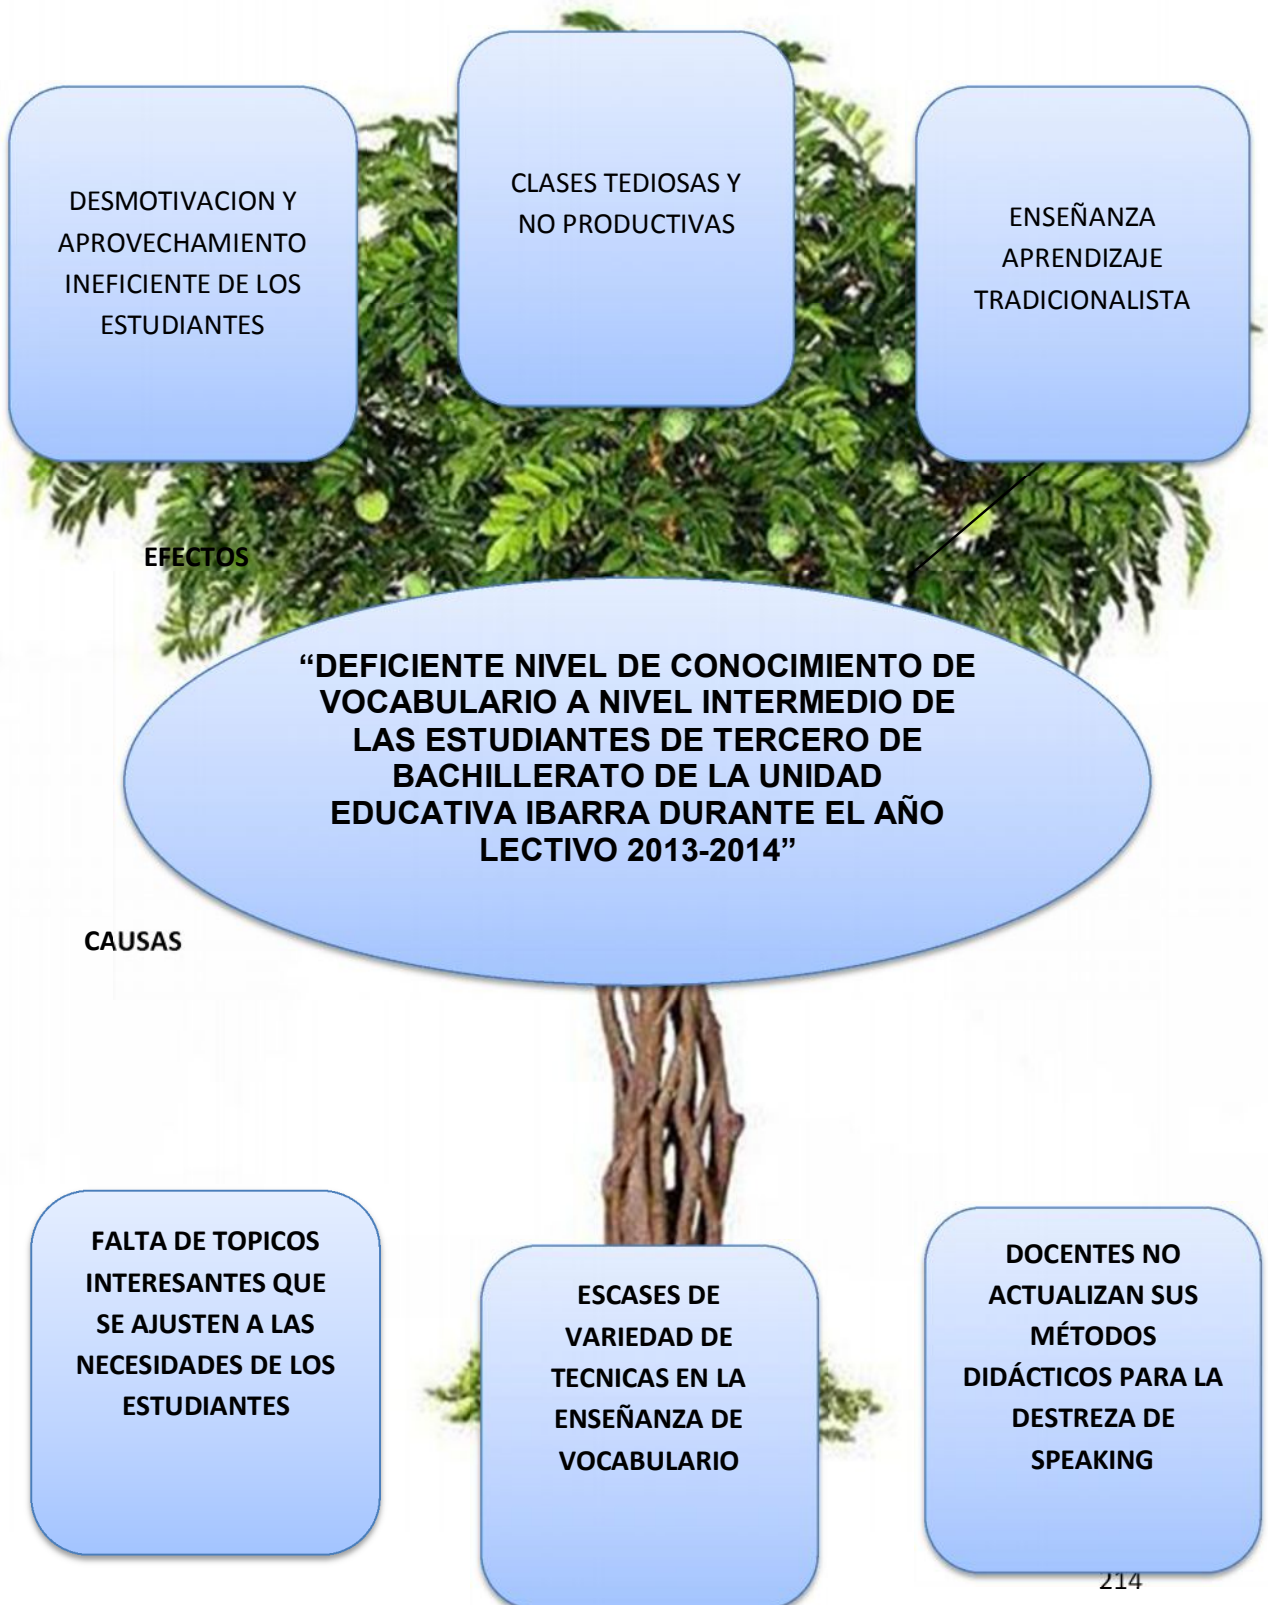 DESMOTIVACION Y
APROVECHAMIENTO
INEFICIENTE DE LOS
ESTUDIANTES
CLASES TEDIOSAS Y
NO PRODUCTIVAS
ENSEÑANZA
APRENDIZAJE
TRADICIONALISTA
EFECTOS
“DEFICIENTE NIVEL DE CONOCIMIENTO DE
VOCABULARIO A NIVEL INTERMEDIO DE
LAS ESTUDIANTES DE TERCERO DE
BACHILLERATO DE LA UNIDAD
EDUCATIVA IBARRA DURANTE EL AÑO
LECTIVO 2013-2014”
CAUSAS
FALTA DE TOPICOS
INTERESANTES QUE
SE AJUSTEN A LAS
NECESIDADES DE LOS
ESTUDIANTES
ESCASES DE
VARIEDAD DE
TECNICAS EN LA
ENSEÑANZA DE
VOCABULARIO
DOCENTES NO
ACTUALIZAN SUS
MÉTODOS
DIDÁCTICOS PARA LA
DESTREZA DE
SPEAKING
214